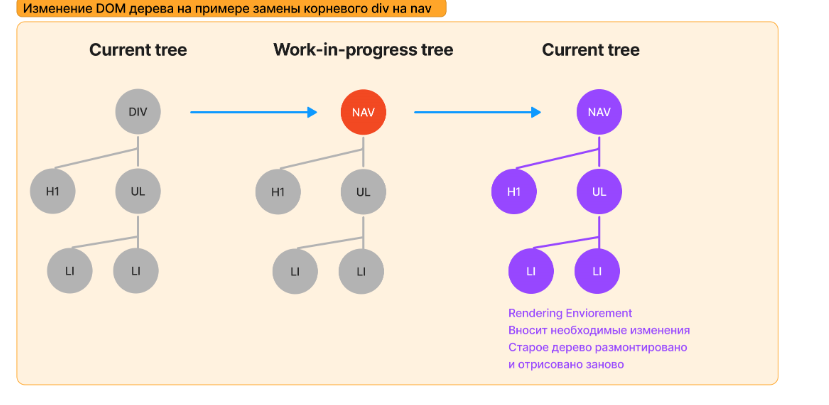 Изменение DOM дерева на примере замены корневого div на nav
Current tree
Work-in-progress tree
Current tree
DIV
NAV
NAV
H1
UL
H1
UL
H1
UL
LI
LI
LI
LI
LI
LI
Rendering Enviorement
Вносит необходимые изменения
Старое дерево размонтировано
и отрисовано заново